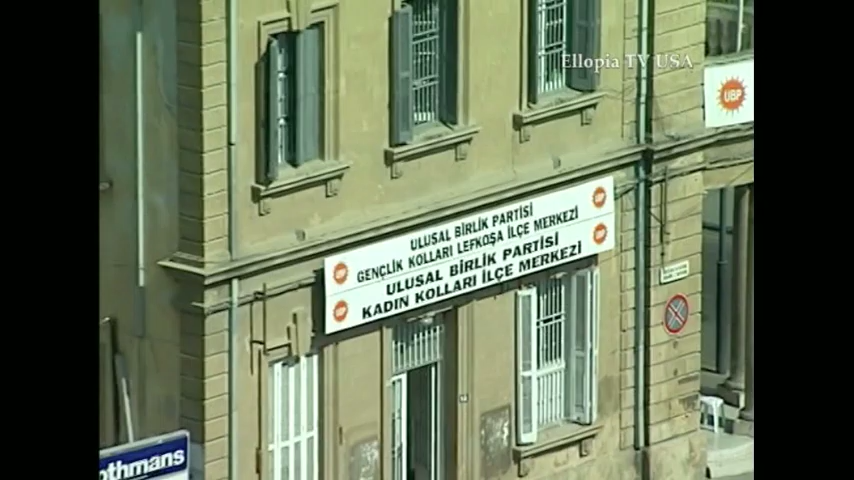 Ellopia TV USA
UBP
ULUSAL BİRLİK PARTİSİ
GENÇLİK KOLLARI LEFKOŞA İLÇE MERKEZİ
ULUSAL BİRLİK PARTİSİ
KADIN KOLLARI İLÇE MERKEZİ
UBP
UBP
UBP
UBP
othmans